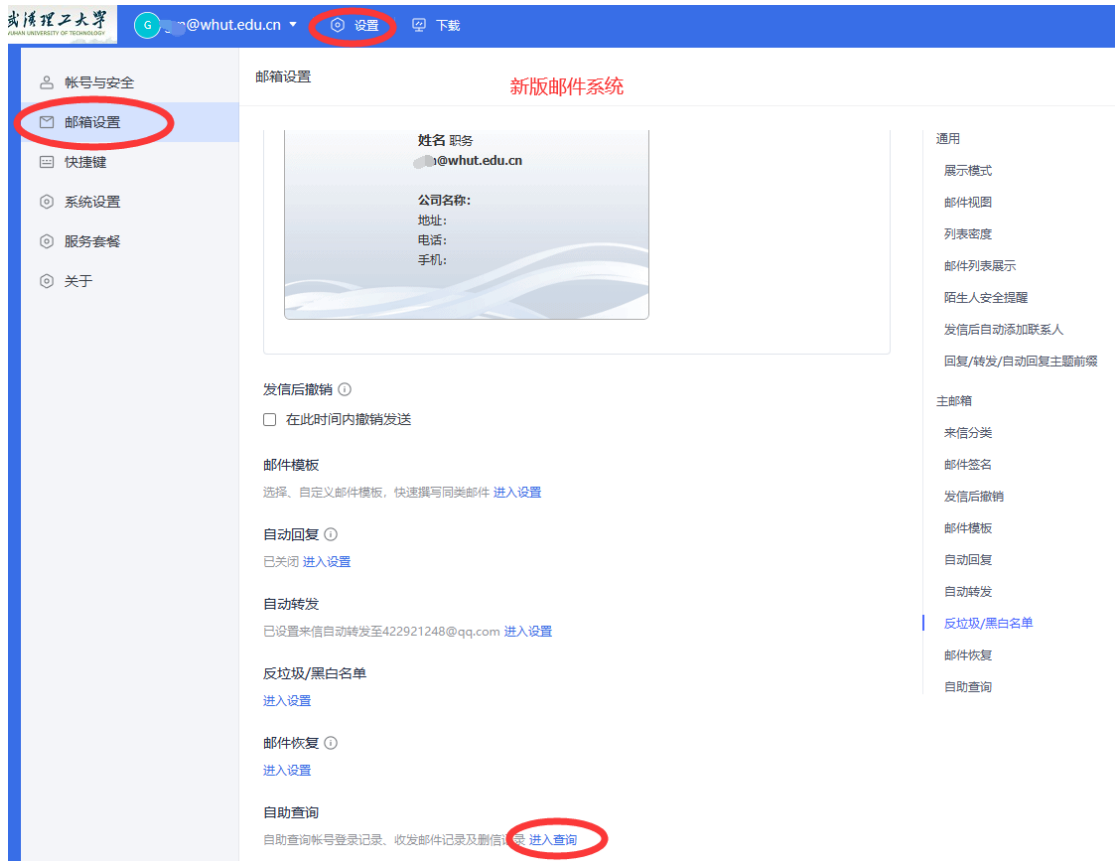 武汉理工大学
WUHAN UNIVERSITY OF TECHNOLOGY
G
@whut.edu.cn
设置
下载
帐号与安全
邮箱设置
快捷键
系统设置
服务套餐
关于
邮箱设置
新版邮件系统
姓名 职务
@whut.edu.cn
公司名称:
地址:
电话:
手机:
发信后撤销
在此时间内撤销发送
邮件模板
选择、自定义邮件模板，快速撰写同类邮件 进入设置
自动回复
已关闭 进入设置
自动转发
已设置来信自动转发至422921248@qq.com 进入设置
反垃圾/黑白名单
进入设置
邮件恢复
进入设置
自助查询
自助查询帐号登录记录、收发邮件记录及删信记录 进入查询
通用
展示模式
邮件视图
列表密度
邮件列表展示
陌生人安全提醒
发信后自动添加联系人
回复/转发/自动回复主题前缀
主邮箱
来信分类
邮件签名
发信后撤销
邮件模板
自动回复
自动转发
反垃圾/黑白名单
邮件恢复
自助查询